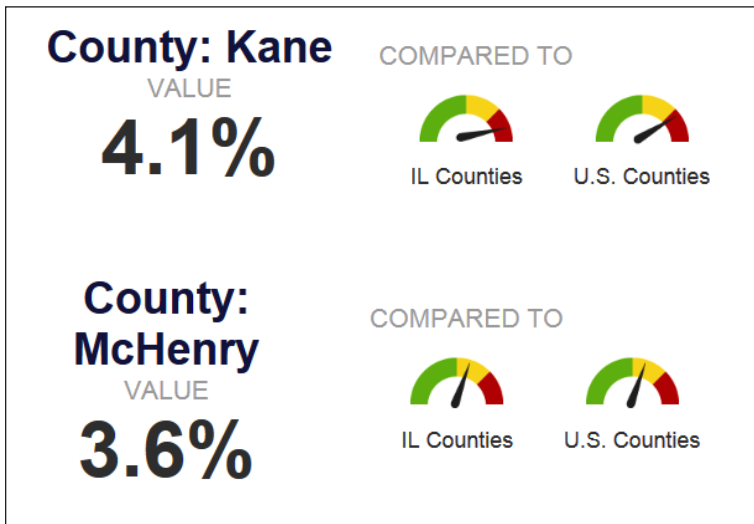 County: Kane
VALUE
4.1%
COMPARED TO
IL Counties
U.S. Counties
County:
McHenry
VALUE
3.6%
COMPARED TO
IL Counties
U.S. Counties